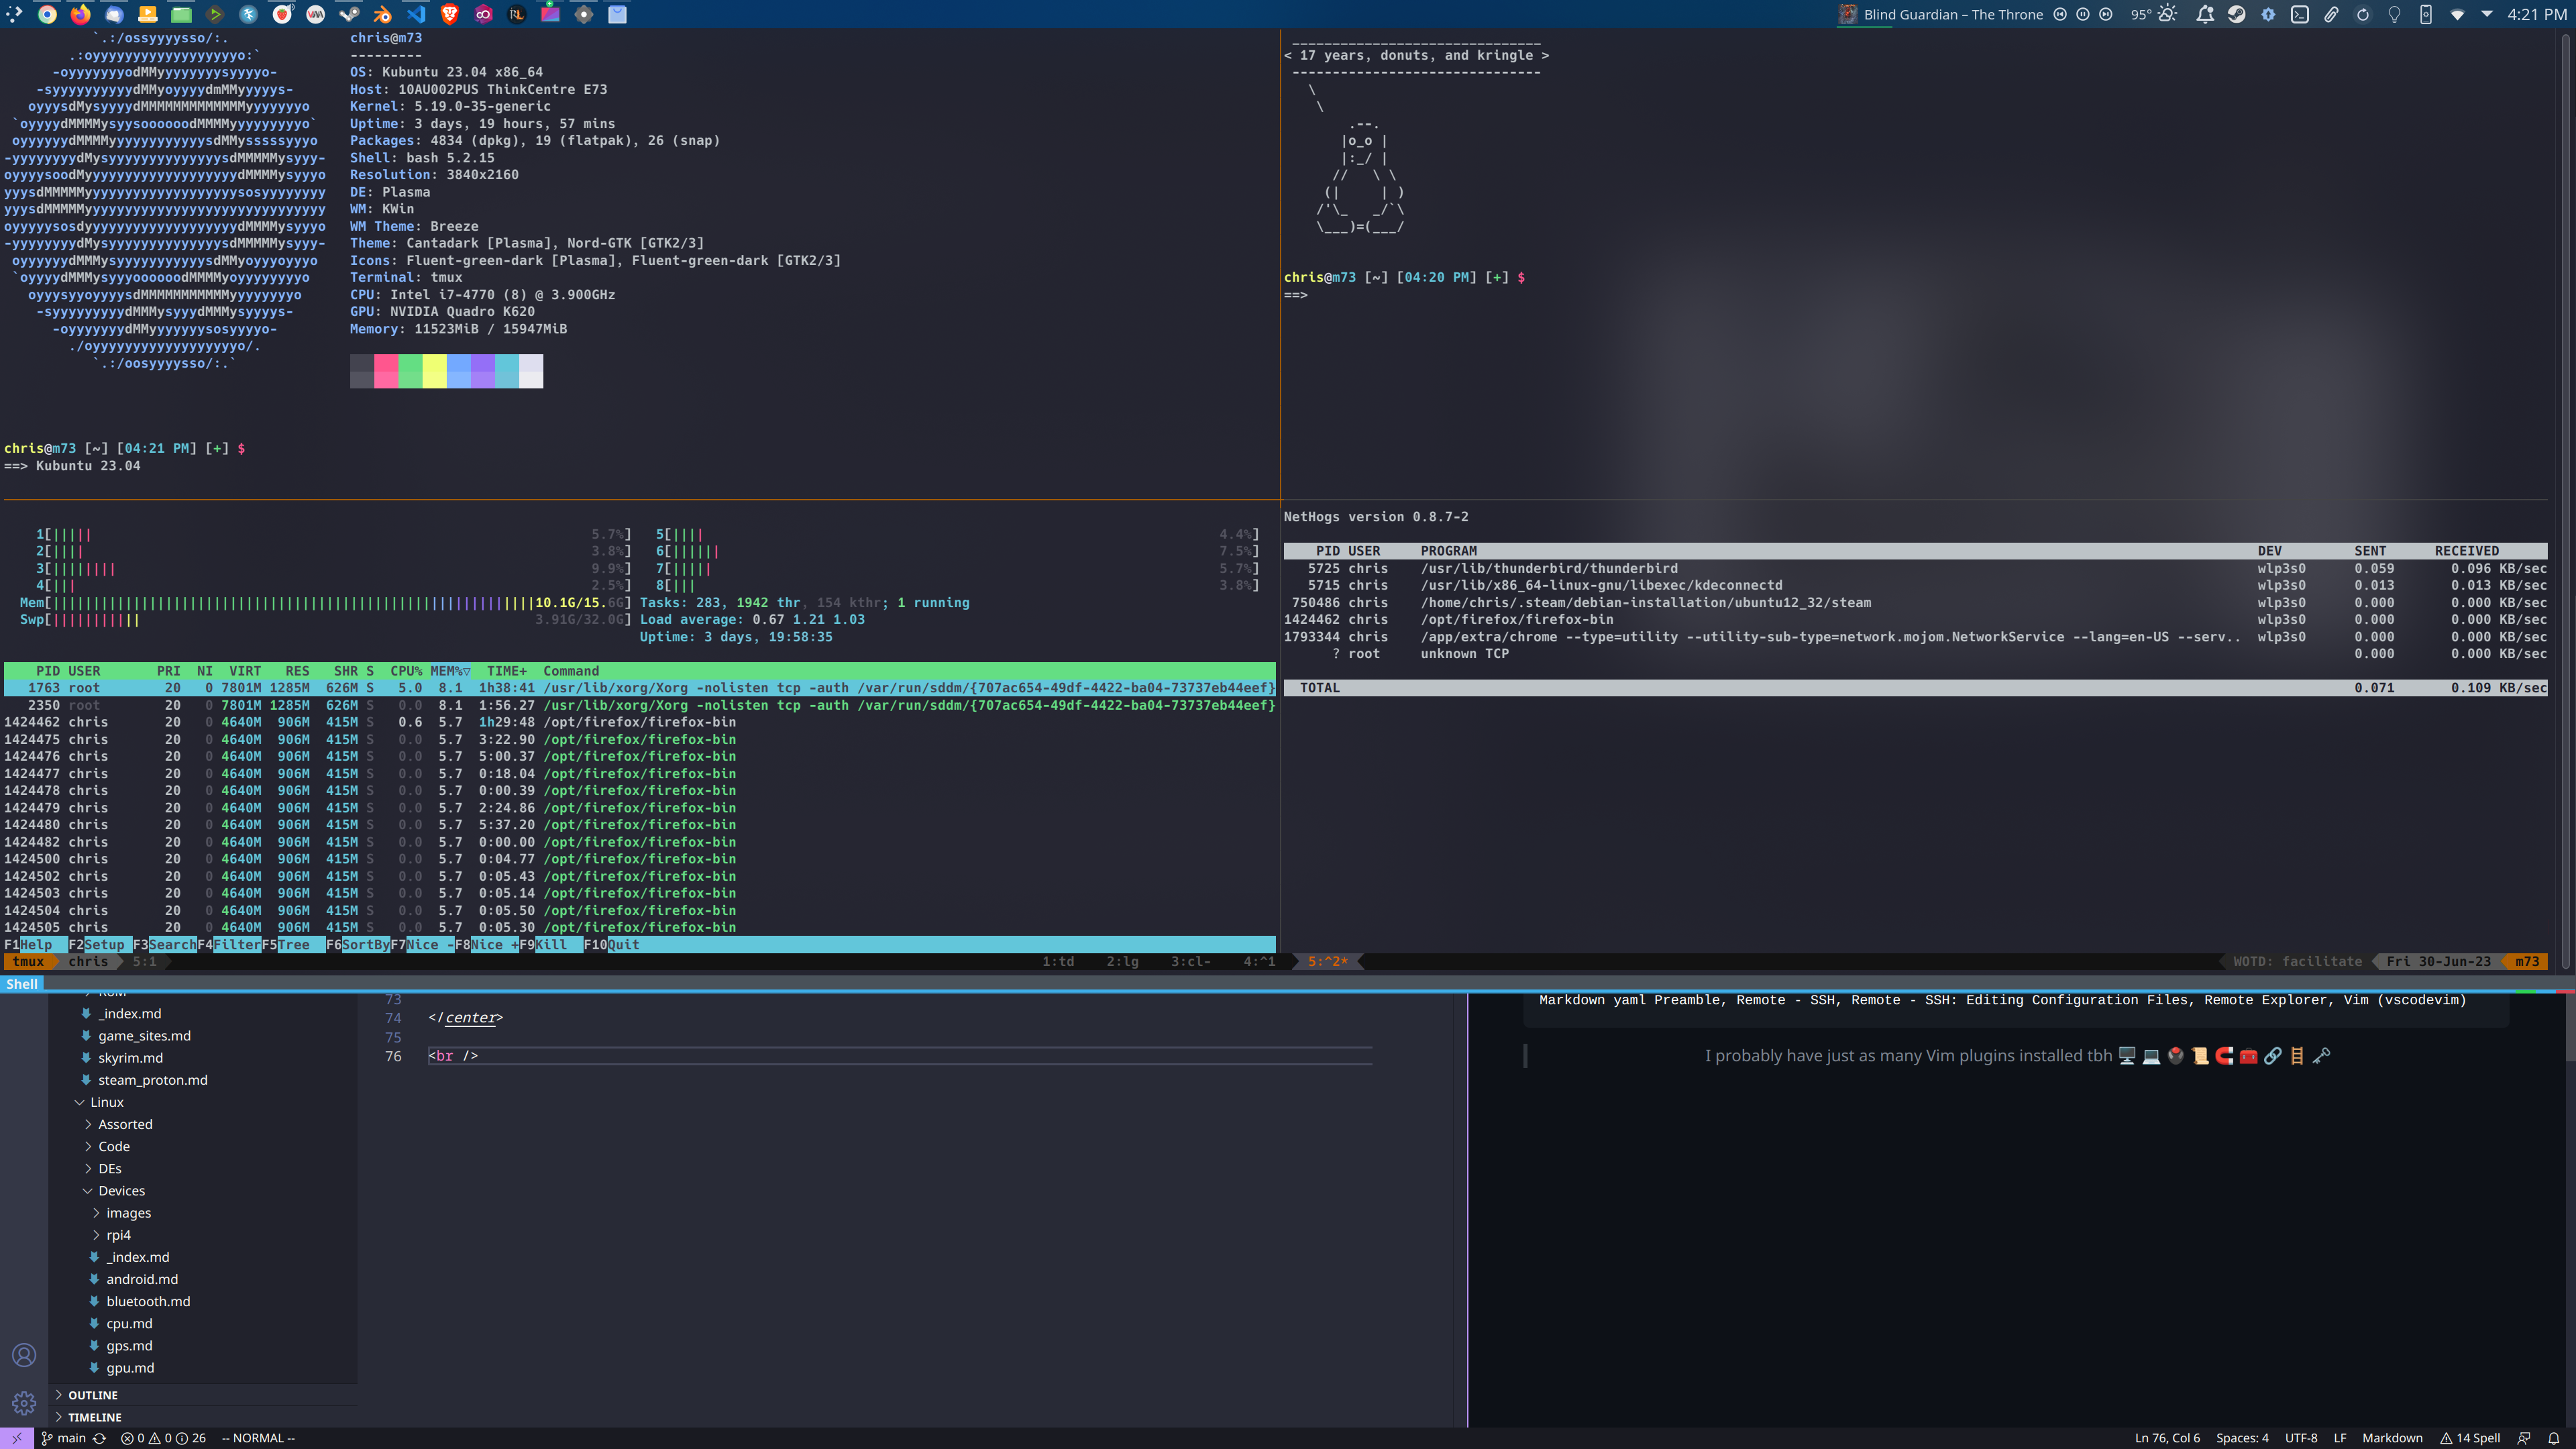 Blind Guardian – The Throne
95°
4:21 PM
`.:/ossyyyysso/:.
.:oyyyyyyyyyyyyyyyyyyo:`
-oyyyyyyyodMMyyyyyyyysyyyyo-
-syyyyyyyyyydMMyoyyyydmMMyyyys-
oyyysdMysyyyydMMMMMMMMMMMMMyyyyyyyo
`oyyyydMMMMysyysoooooodMMMMyyyyyyyyyo`
oyyyyyydMMMMyyyyyyyyyyyysdMMysssssyyyo
-yyyyyyyydMysyyyyyyyyyyyyyysdMMMMMysyyy-
oyyyysoodMyyyyyyyyyyyyyyyyyyydMMMMysyyyo
yyysdMMMMMyyyyyyyyyyyyyyyyyyysosyyyyyyyy
yyysdMMMMMyyyyyyyyyyyyyyyyyyyyyyyyyyyyyy
oyyyyysosdyyyyyyyyyyyyyyyyyyydMMMMysyyyo
-yyyyyyyydMysyyyyyyyyyyyyyysdMMMMMysyyy-
oyyyyyydMMMysyyyyyyyyyyysdMMyoyyyoyyyo
`oyyyydMMMysyyyoooooodMMMMyoyyyyyyyyo
oyyysyyoyyyysdMMMMMMMMMMMyyyyyyyyo
-syyyyyyyyydMMMysyyydMMMysyyyys-
-oyyyyyyydMMyyyyyyysosyyyyo-
./oyyyyyyyyyyyyyyyyyyo/.
`.:/oosyyyysso/:.`
chris@m73
---------
OS: Kubuntu 23.04 x86_64
Host: 10AU002PUS ThinkCentre E73
Kernel: 5.19.0-35-generic
Uptime: 3 days, 19 hours, 57 mins
Packages: 4834 (dpkg), 19 (flatpak), 26 (snap)
Shell: bash 5.2.15
Resolution: 3840x2160
DE: Plasma
WM: KWin
WM Theme: Breeze
Theme: Cantadark [Plasma], Nord-GTK [GTK2/3]
Icons: Fluent-green-dark [Plasma], Fluent-green-dark [GTK2/3]
Terminal: tmux
CPU: Intel i7-4770 (8) @ 3.900GHz
GPU: NVIDIA Quadro K620
Memory: 11523MiB / 15947MiB
chris@m73 [~] [04:21 PM] [+] $
==> Kubuntu 23.04
_______________________________
< 17 years, donuts, and kringle >
-------------------------------
\
\
.--.
|o_o |
|:_/ |
//   \ \
(|     | )
/'\_   _/`\
\___)=(___/
chris@m73 [~] [04:20 PM] [+] $
==>
1[||||| 5.7%] 5[|||| 4.4%]
2[|||| 3.8%] 6[|||||| 7.5%]
3[|||||||| 9.9%] 7[||||| 5.7%]
4[||| 2.5%] 8[||| 3.8%]
Mem[10.1G/15.6G] Tasks: 283, 1942 thr, 154 kthr; 1 running
Swp[||||||||||| 3.91G/32.0G] Load average: 0.67 1.21 1.03
Uptime: 3 days, 19:58:35
PID USER PRI NI VIRT RES SHR S CPU% MEM%▽ TIME+ Command
1763 root 20 0 7801M 1285M 626M S 5.0 8.1 1h38:41 /usr/lib/xorg/Xorg -nolisten tcp -auth /var/run/sddm/{707ac654-49df-4422-ba04-73737eb44eef}
2350 root 20 0 7801M 1285M 626M S 0.0 8.1 1:56.27 /usr/lib/xorg/Xorg -nolisten tcp -auth /var/run/sddm/{707ac654-49df-4422-ba04-73737eb44eef}
1424462 chris 20 0 4640M 906M 415M S 0.6 5.7 1h29:48 /opt/firefox/firefox-bin
1424475 chris 20 0 4640M 906M 415M S 0.0 5.7 3:22.90 /opt/firefox/firefox-bin
1424476 chris 20 0 4640M 906M 415M S 0.0 5.7 5:00.37 /opt/firefox/firefox-bin
1424477 chris 20 0 4640M 906M 415M S 0.0 5.7 0:18.04 /opt/firefox/firefox-bin
1424478 chris 20 0 4640M 906M 415M S 0.0 5.7 0:00.39 /opt/firefox/firefox-bin
1424479 chris 20 0 4640M 906M 415M S 0.0 5.7 2:24.86 /opt/firefox/firefox-bin
1424480 chris 20 0 4640M 906M 415M S 0.0 5.7 5:37.20 /opt/firefox/firefox-bin
1424482 chris 20 0 4640M 906M 415M S 0.0 5.7 0:00.00 /opt/firefox/firefox-bin
1424500 chris 20 0 4640M 906M 415M S 0.0 5.7 0:04.77 /opt/firefox/firefox-bin
1424502 chris 20 0 4640M 906M 415M S 0.0 5.7 0:05.43 /opt/firefox/firefox-bin
1424503 chris 20 0 4640M 906M 415M S 0.0 5.7 0:05.14 /opt/firefox/firefox-bin
1424504 chris 20 0 4640M 906M 415M S 0.0 5.7 0:05.50 /opt/firefox/firefox-bin
1424505 chris 20 0 4640M 906M 415M S 0.0 5.7 0:05.30 /opt/firefox/firefox-bin
F1Help F2Setup F3SearchF4FilterF5Tree F6SortByF7Nice -F8Nice +F9Kill F10Quit
NetHogs version 0.8.7-2
PID USER PROGRAM DEV SENT RECEIVED
5725 chris /usr/lib/thunderbird/thunderbird wlp3s0 0.059 0.096 KB/sec
5715 chris /usr/lib/x86_64-linux-gnu/libexec/kdeconnectd wlp3s0 0.013 0.013 KB/sec
750486 chris /home/chris/.steam/debian-installation/ubuntu12_32/steam wlp3s0 0.000 0.000 KB/sec
1424462 chris /opt/firefox/firefox-bin wlp3s0 0.000 0.000 KB/sec
1793344 chris /app/extra/chrome --type=utility --utility-sub-type=network.mojom.NetworkService --lang=en-US --serv.. wlp3s0 0.000 0.000 KB/sec
? root unknown TCP 0.000 0.000 KB/sec
TOTAL 0.071 0.109 KB/sec
tmux chris 5:1 1:td 2:lg 3:cl- 4:^1 5:^2* WOTD: facilitate Fri 30-Jun-23 m73
Shell
_index.md
game_sites.md
skyrim.md
steam_proton.md
Linux
Assorted
Code
DEs
Devices
images
rpi4
_index.md
android.md
bluetooth.md
cpu.md
gps.md
gpu.md
OUTLINE
TIMELINE
73
74 </center>
75
76 <br />
Markdown yaml Preamble, Remote - SSH, Remote - SSH: Editing Configuration Files, Remote Explorer, Vim (vscodevim)
I probably have just as many Vim plugins installed tbh 
main 0 0 26 -- NORMAL --
Ln 76, Col 6 Spaces: 4 UTF-8 LF Markdown 14 Spell